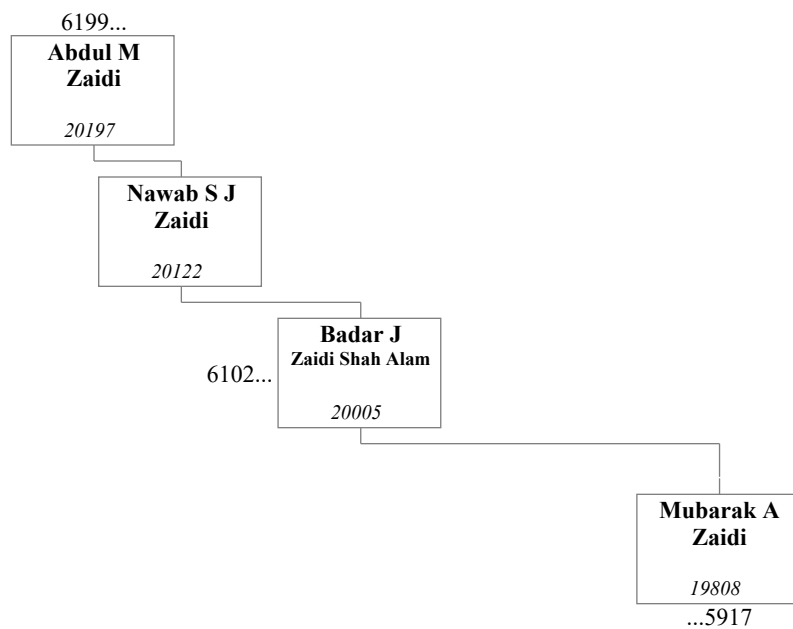 6199...
Abdul M
Zaidi
20197
Nawab S J
Zaidi
20122
Badar J
Zaidi Shah Alam
6102...
20005
Mubarak A
Zaidi
19808
...5917